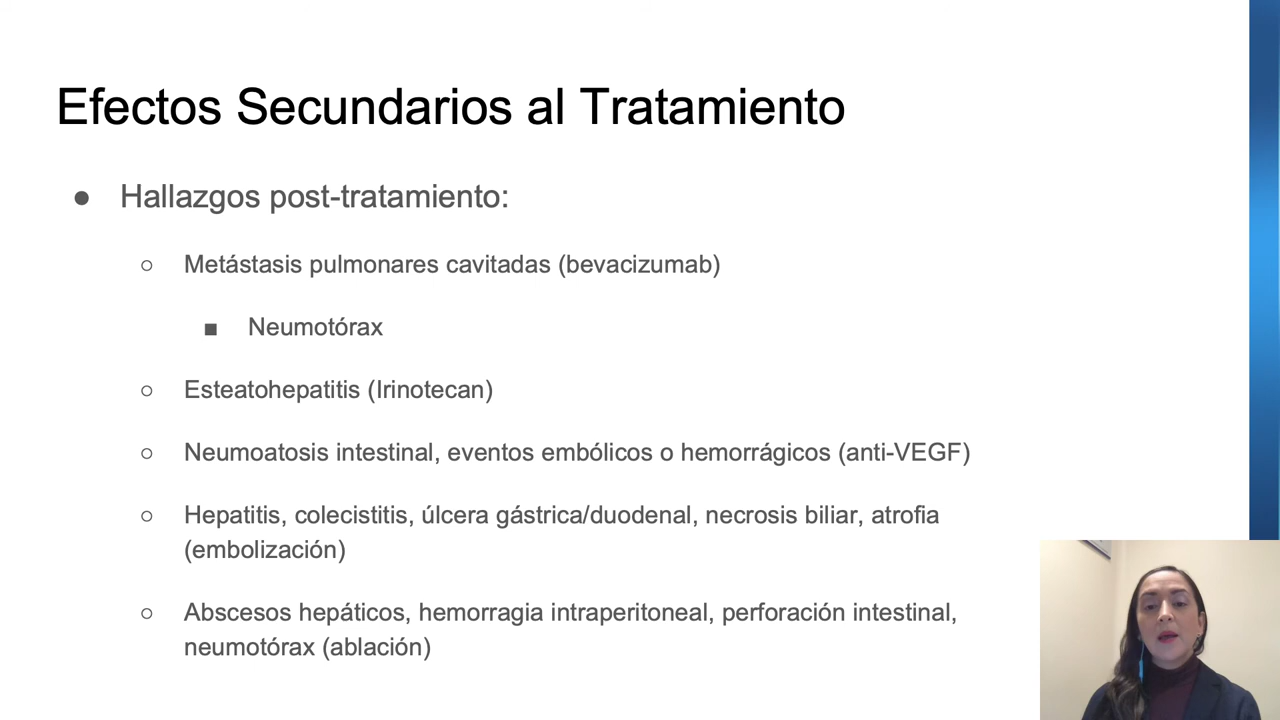 Efectos Secundarios al Tratamiento
● Hallazgos post-tratamiento:
○ Metástasis pulmonares cavitadas (bevacizumab)
■ Neumotórax
○ Esteatohepatitis (Irinotecan)
○ Neumoatosis intestinal, eventos embólicos o hemorrágicos (anti-VEGF)
○ Hepatitis, colecistitis, úlcera gástrica/duodenal, necrosis biliar, atrofia
(embolización)
○ Abscesos hepáticos, hemorragia intraperitoneal, perforación intestinal,
neumotórax (ablación)